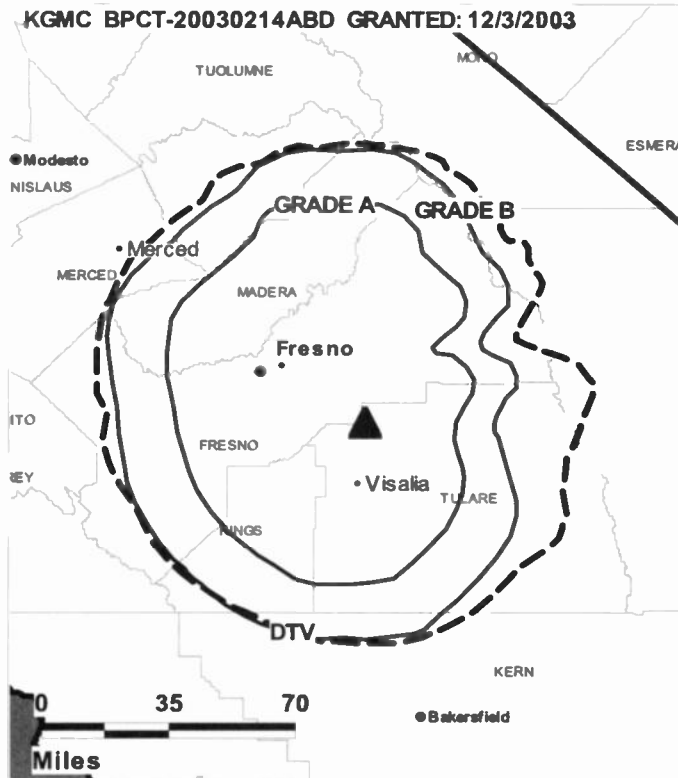 KGMC BPCT-20030214ABD GRANTED: 12/3/2003
MONO
TUOLUMNE
ESMERA
Modesto
NISLAUS
GRADE A
GRADE B
Merced
MERCED
MADERA
Fresno
ITO
FRESNO
REY
Visalia
TULARE
KINGS
DTV
KERN
0 35 70
Bakersfield
Miles